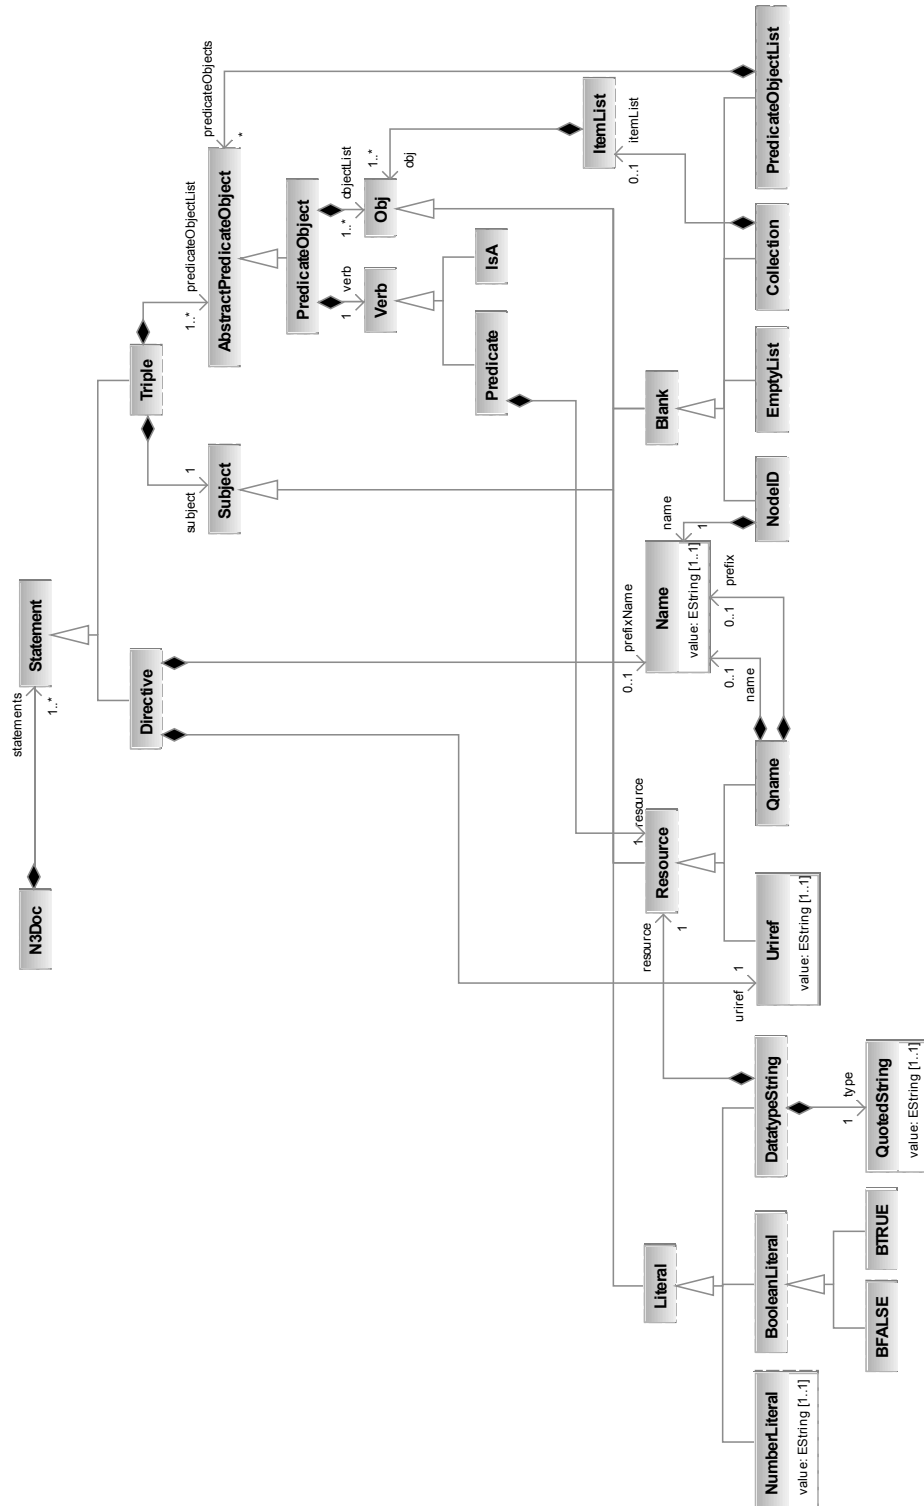 N3Doc
statements
1..*
Statement
Directive
Triple
subject
1
1..*
predicateObjectList
predicateObjects
*
Subject
AbstractPredicateObject
PredicateObject
1
verb
1..*
objectList
Verb
Obj
1..*
obj
Predicate
IsA
ItemList
0..1
itemList
Literal
resource
1
Resource
1
resource
0..1
prefixName
Name
value: EString [1..1]
name
1
Blank
0..1
name
0..1
prefix
NumberLiteral
value: EString [1..1]
BooleanLiteral
DatatypeString
uriref
1
Uriref
value: EString [1..1]
Qname
NodeID
EmptyList
Collection
PredicateObjectList
BFALSE
BTRUE
1
type
QuotedString
value: EString [1..1]